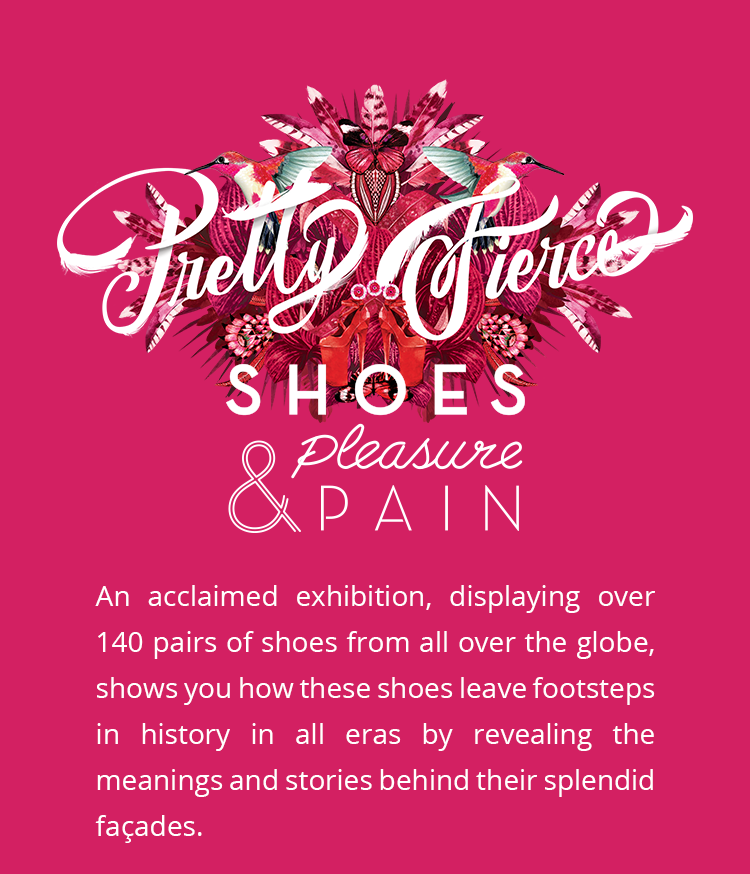 Pretty Fierce
SHOES
& pleasure
PAIN
An acclaimed exhibition, displaying over
140 pairs of shoes from all over the globe,
shows you how these shoes leave footsteps
in history in all eras by revealing the
meanings and stories behind their splendid
façades.